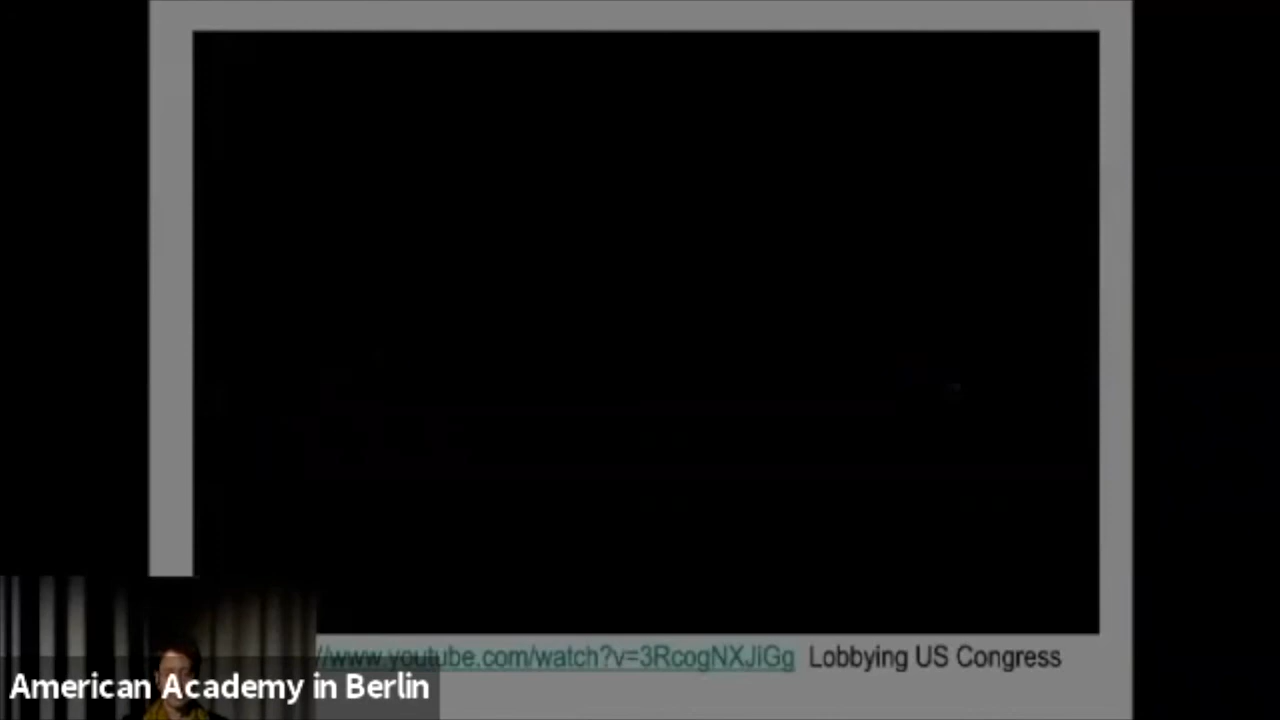 //www.youtube.com/watch?v=3RcogNXJiGg Lobbying US Congress
American Academy in Berlin